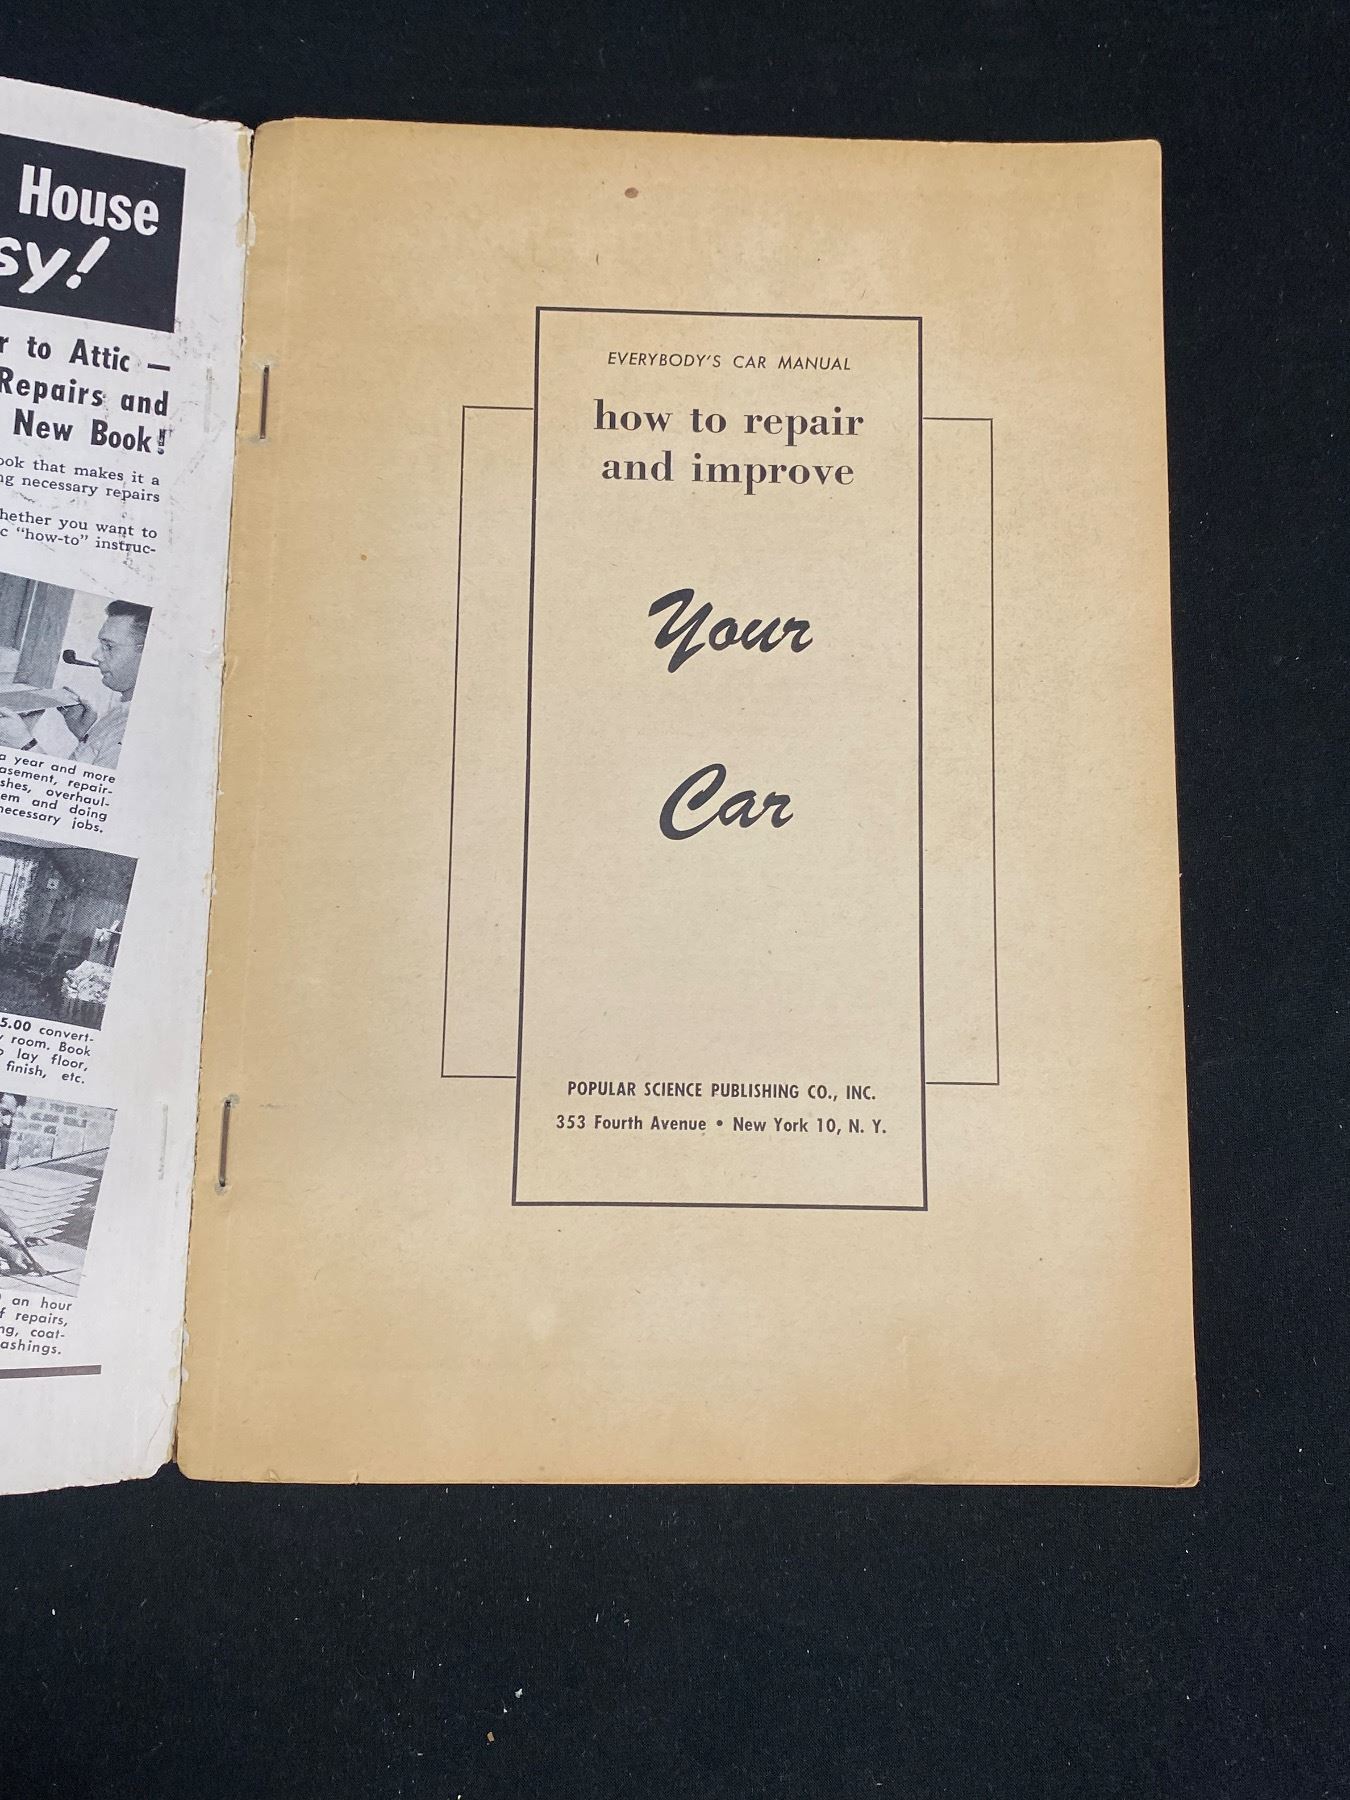 House
sy!
r to Attic —
Repairs and
New Book!
ook that makes it a
ng necessary repairs
hether you want to
c “how-to” instruc-
a year and more
asement, repair-
shes, overhaul-
em and doing
necessary jobs.
5.00 convert-
y room. Book
o lay floor,
finish, etc.
an hour
f repairs,
ng, coat-
ashings.
EVERYBODY'S CAR MANUAL
how to repair
and improve
Your
Car
POPULAR SCIENCE PUBLISHING CO., INC.
353 Fourth Avenue • New York 10, N. Y.